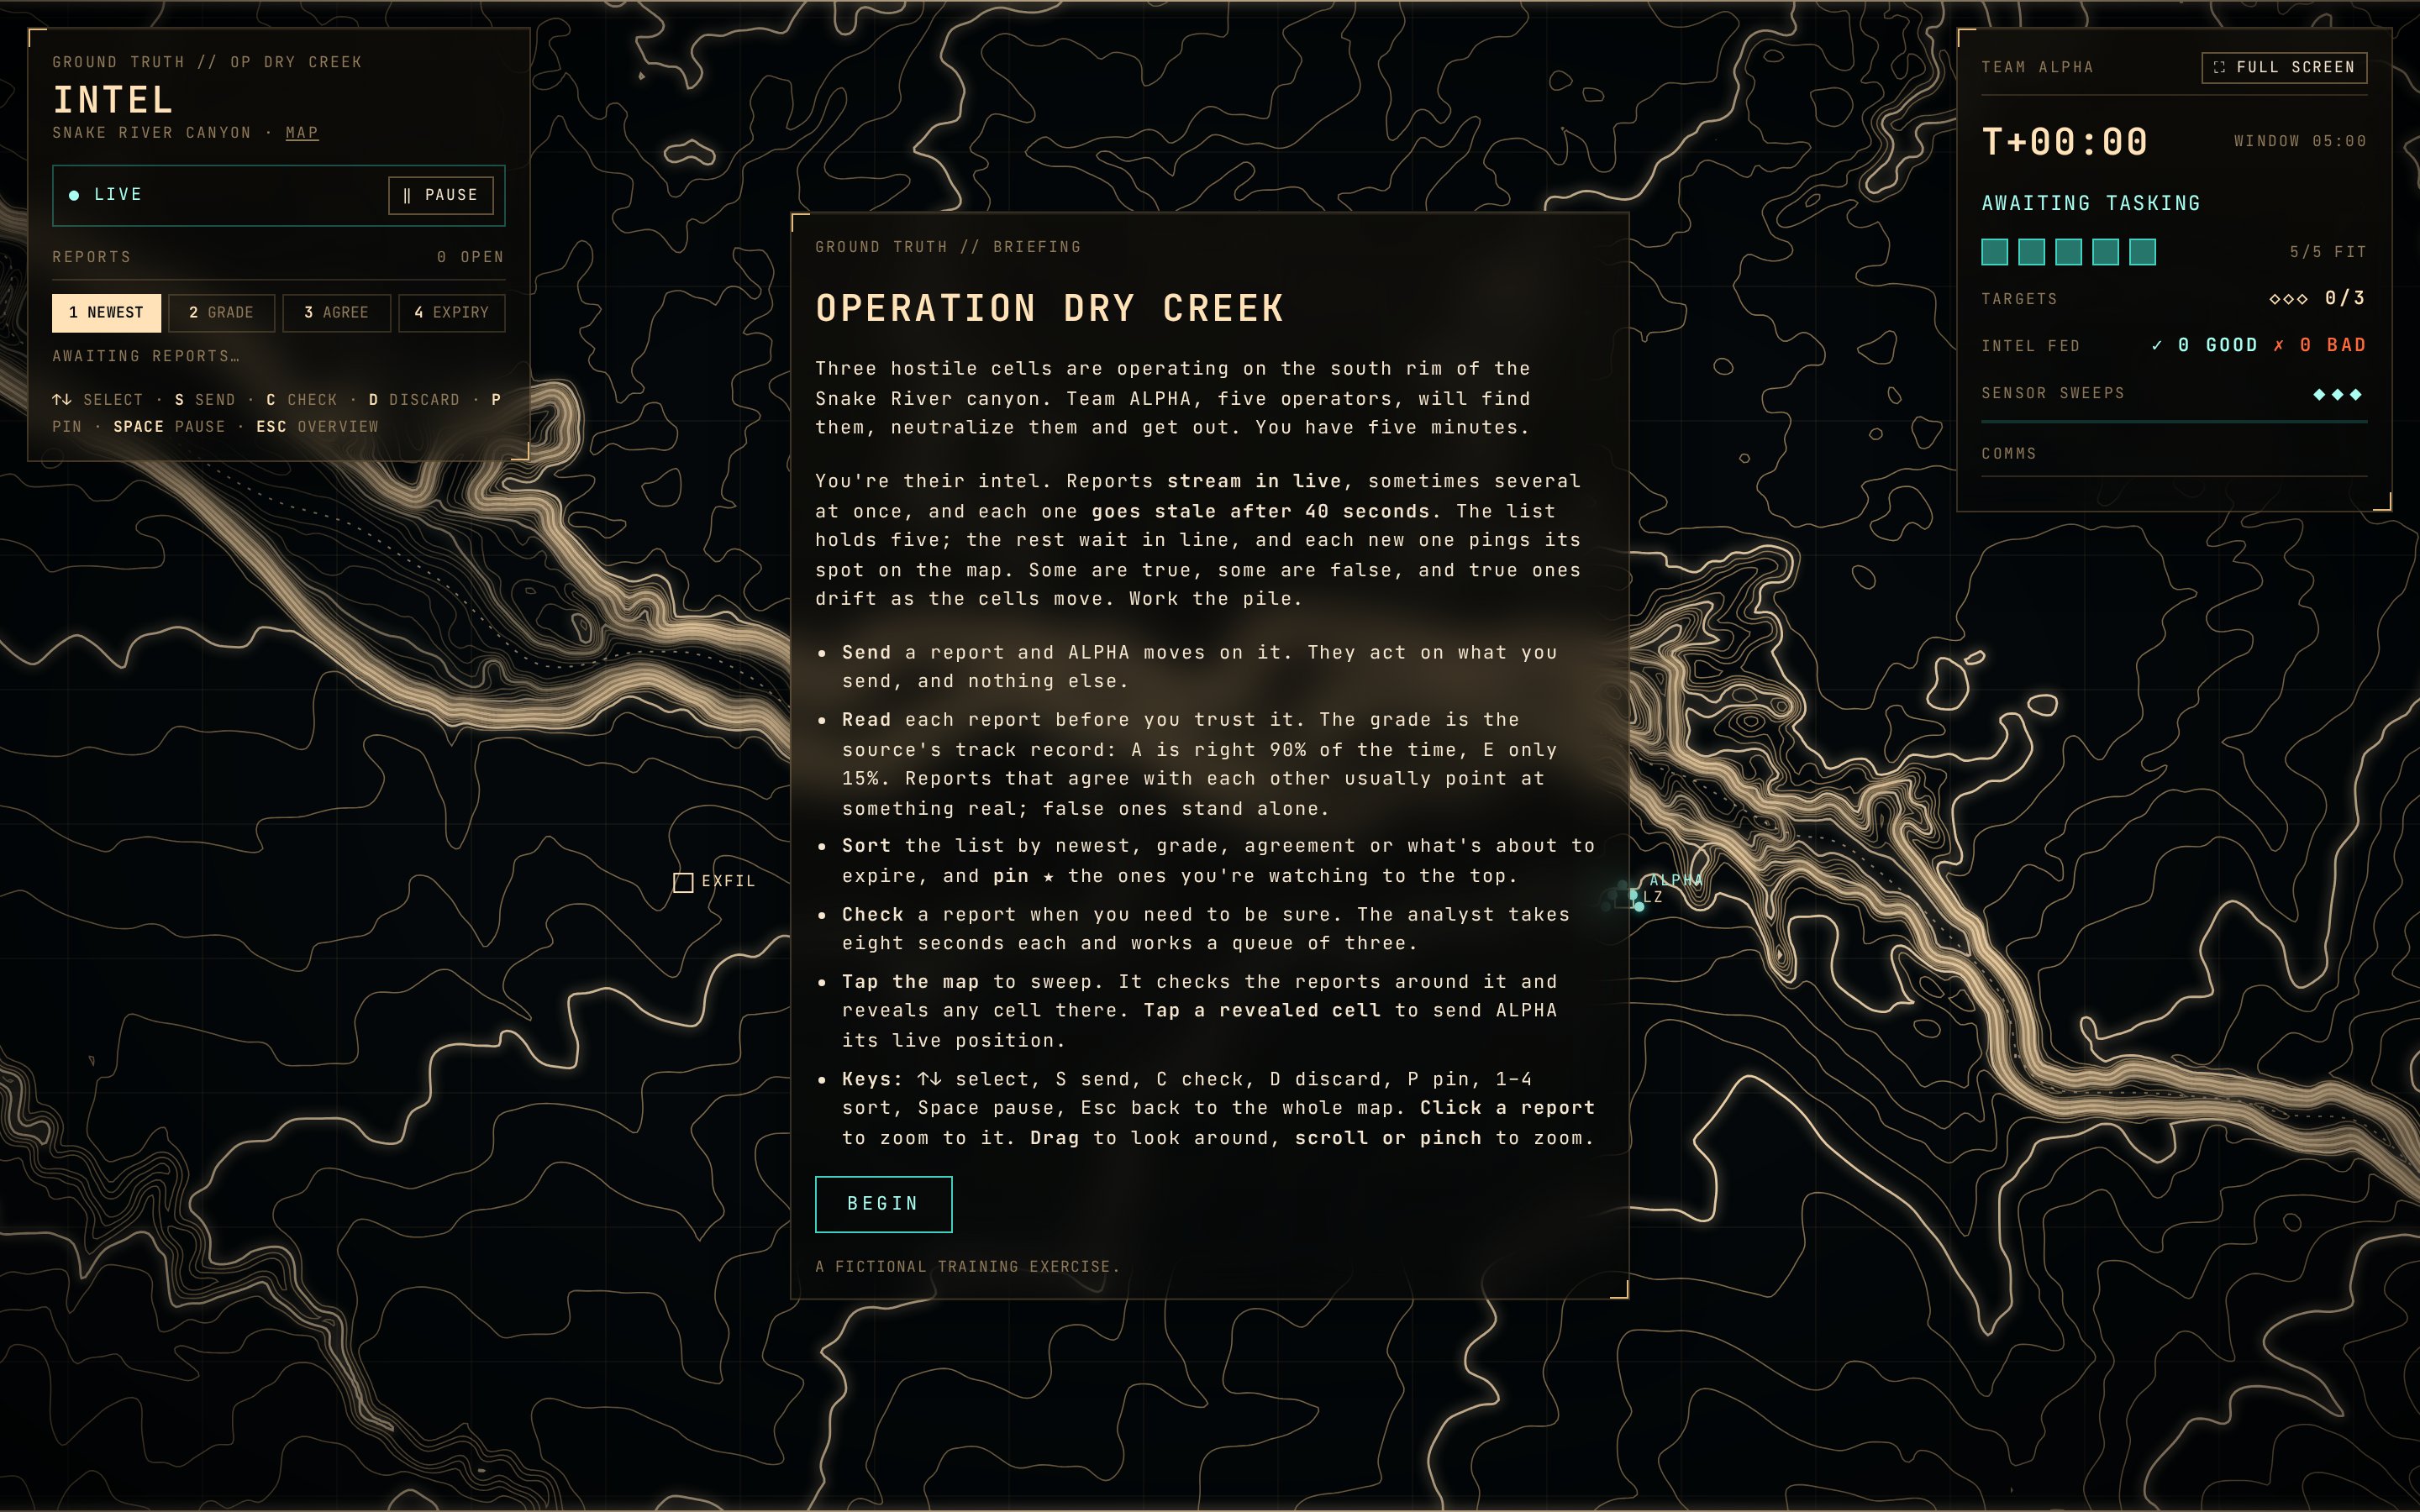 GROUND TRUTH // OP DRY CREEK
INTEL
SNAKE RIVER CANYON · MAP
● LIVE
‖ PAUSE
REPORTS
0 OPEN
1 NEWEST
2 GRADE
3 AGREE
4 EXPIRY
AWAITING REPORTS…
↑↓ SELECT · S SEND · C CHECK · D DISCARD · P
PIN · SPACE PAUSE · ESC OVERVIEW
GROUND TRUTH // BRIEFING
OPERATION DRY CREEK
Three hostile cells are operating on the south rim of the
Snake River canyon. Team ALPHA, five operators, will find
them, neutralize them and get out. You have five minutes.
You're their intel. Reports stream in live, sometimes several
at once, and each one goes stale after 40 seconds. The list
holds five; the rest wait in line, and each new one pings its
spot on the map. Some are true, some are false, and true ones
drift as the cells move. Work the pile.
• Send a report and ALPHA moves on it. They act on what you
send, and nothing else.
• Read each report before you trust it. The grade is the
source's track record: A is right 90% of the time, E only
15%. Reports that agree with each other usually point at
something real; false ones stand alone.
• Sort the list by newest, grade, agreement or what's about to
expire, and pin ★ the ones you're watching to the top.
• Check a report when you need to be sure. The analyst takes
eight seconds each and works a queue of three.
• Tap the map to sweep. It checks the reports around it and
reveals any cell there. Tap a revealed cell to send ALPHA
its live position.
• Keys: ↑↓ select, S send, C check, D discard, P pin, 1–4
sort, Space pause, Esc back to the whole map. Click a report
to zoom to it. Drag to look around, scroll or pinch to zoom.
BEGIN
A FICTIONAL TRAINING EXERCISE.
EXFIL
ALPHA
LZ
TEAM ALPHA
⛶ FULL SCREEN
T+00:00
WINDOW 05:00
AWAITING TASKING
5/5 FIT
TARGETS
◇◇◇ 0/3
INTEL FED
✓ 0 GOOD ✗ 0 BAD
SENSOR SWEEPS
◆◆◆
COMMS